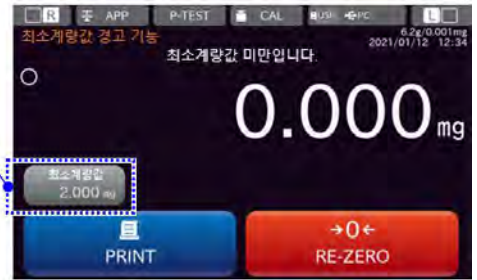 R APP P-TEST CAL USB PC L
최소계량값 경고 기능
6.2g/0.001mg
2021/01/12 12:34
최소계량값 미만입니다.
0.000 mg
최소계량값
2.000 mg
PRINT
→0←
RE-ZERO